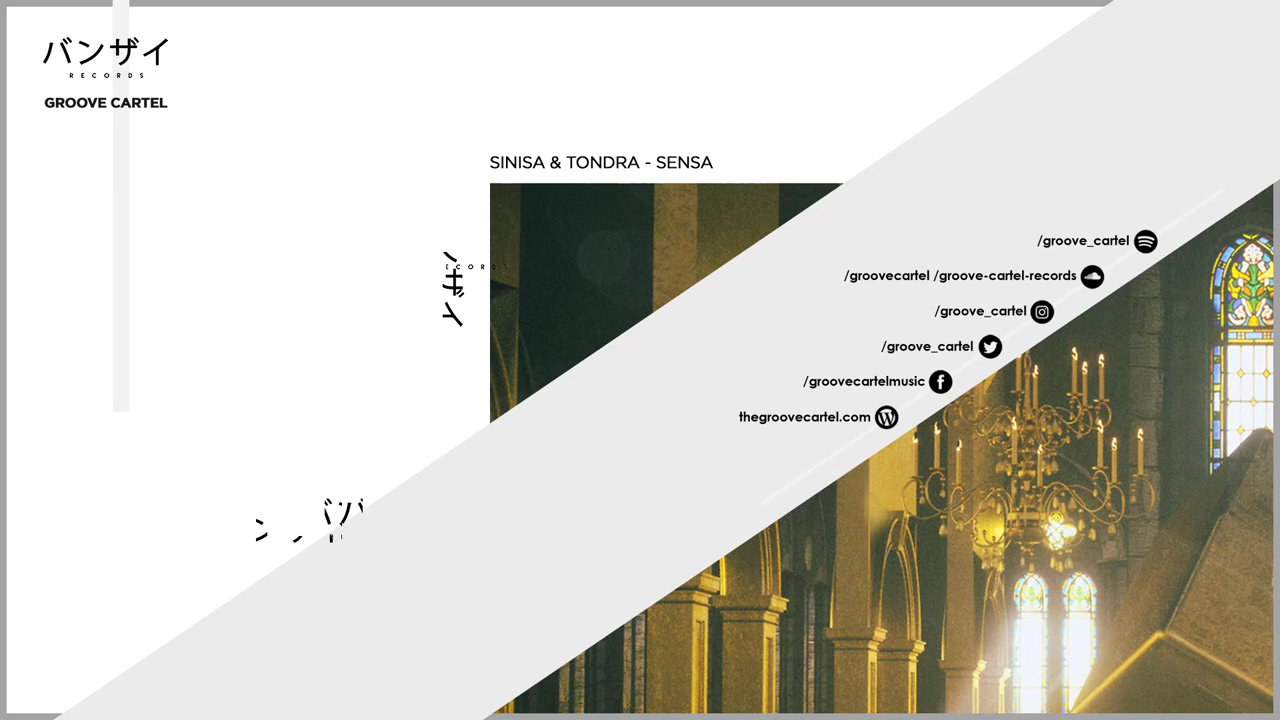 バンザイ
RECORDS
GROOVE CARTEL
SINISA & TONDRA - SENSA
/groove_cartel
/groovecartel /groove-cartel-records
/groove_cartel
/groove_cartel
/groovecartelmusic
thegroovecartel.com